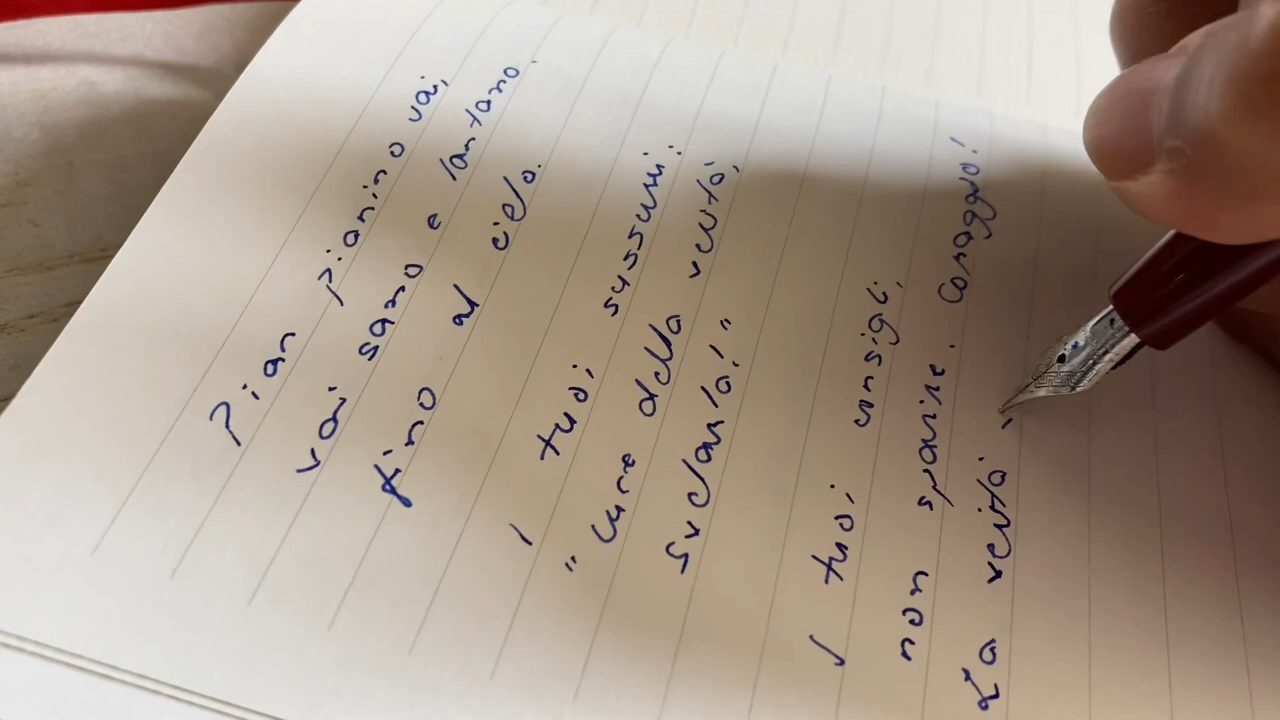 Pian pianino vai,
vai sano e lontano.
fino al cielo.
I tuoi sussurri:
"Lume della verità,
svelarla!"
I tuoi consigli,
non sparire. Coraggio!
La verità